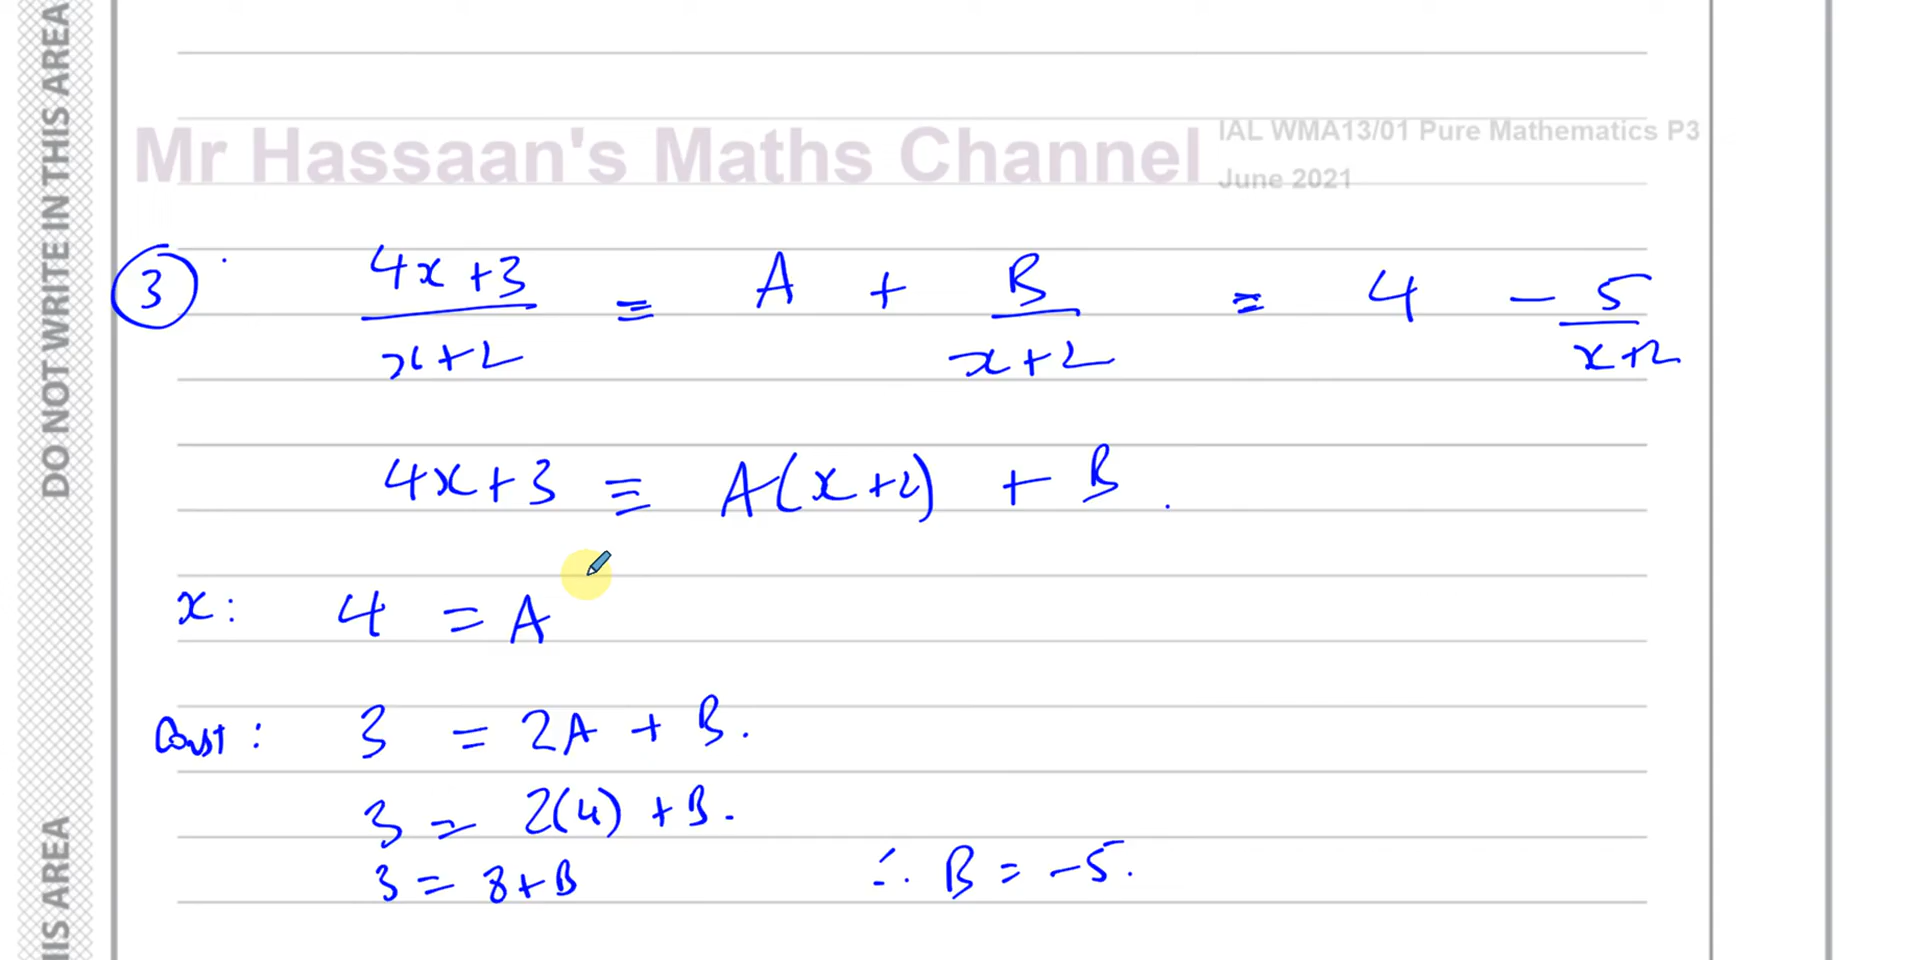 DO NOT WRITE IN THIS AREA
Mr Hassaan's Maths Channel
IAL WMA13/01 Pure Mathematics P3
June 2021
3 (4x+3)/(x+2) ≡ A + B/(x+2) ≡ 4 - 5/(x+2)
4x+3 ≡ A(x+2) + B.
x: 4 = A
Const: 3 = 2A + B.
3 = 2(4) + B.
3 = 8+B ∴ B = -5.
IS AREA